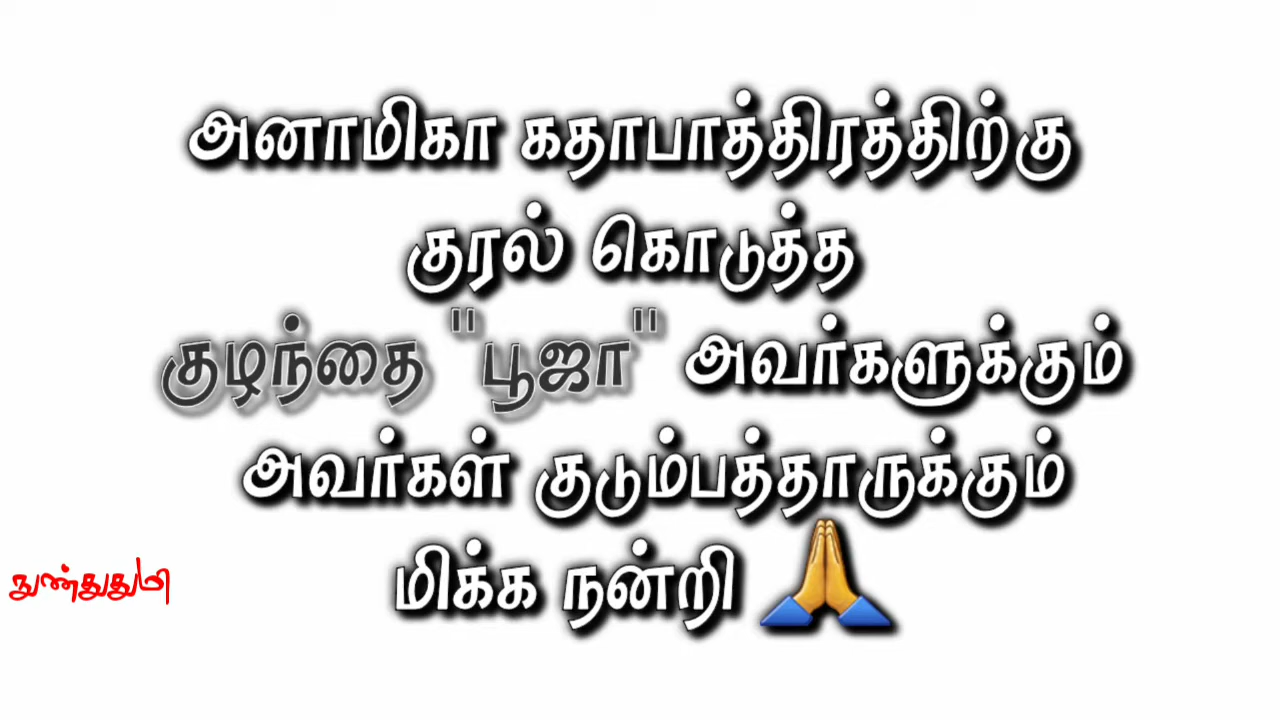 அனாமிகா கதாபாத்திரத்திற்கு
குரல் கொடுத்த
குழந்தை "பூஜா" அவர்களுக்கும்
அவர்கள் குடும்பத்தாருக்கும்
மிக்க நன்றி 🙏
நுண்துதுமி